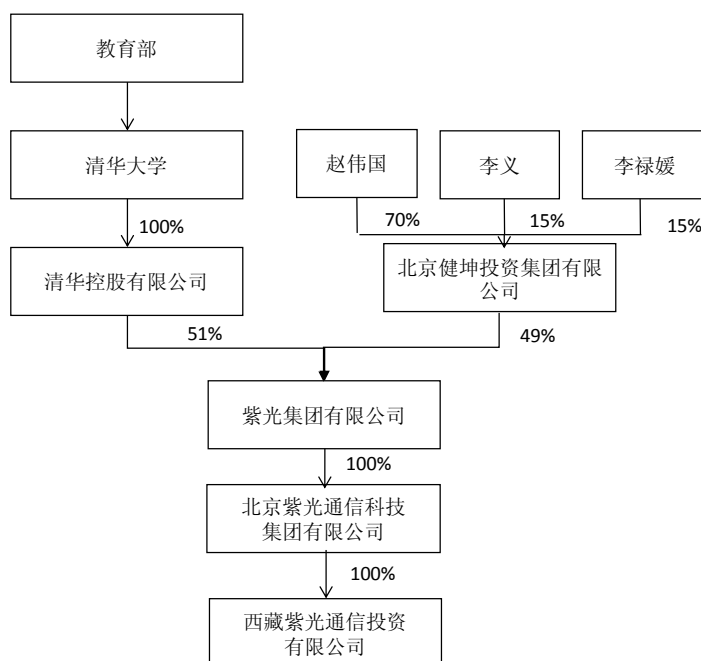 教育部
清华大学
赵伟国
李义
李禄媛
100%
70%
15%
15%
清华控股有限公司
北京健坤投资集团有限
公司
51%
49%
紫光集团有限公司
100%
北京紫光通信科技
集团有限公司
100%
西藏紫光通信投资
有限公司